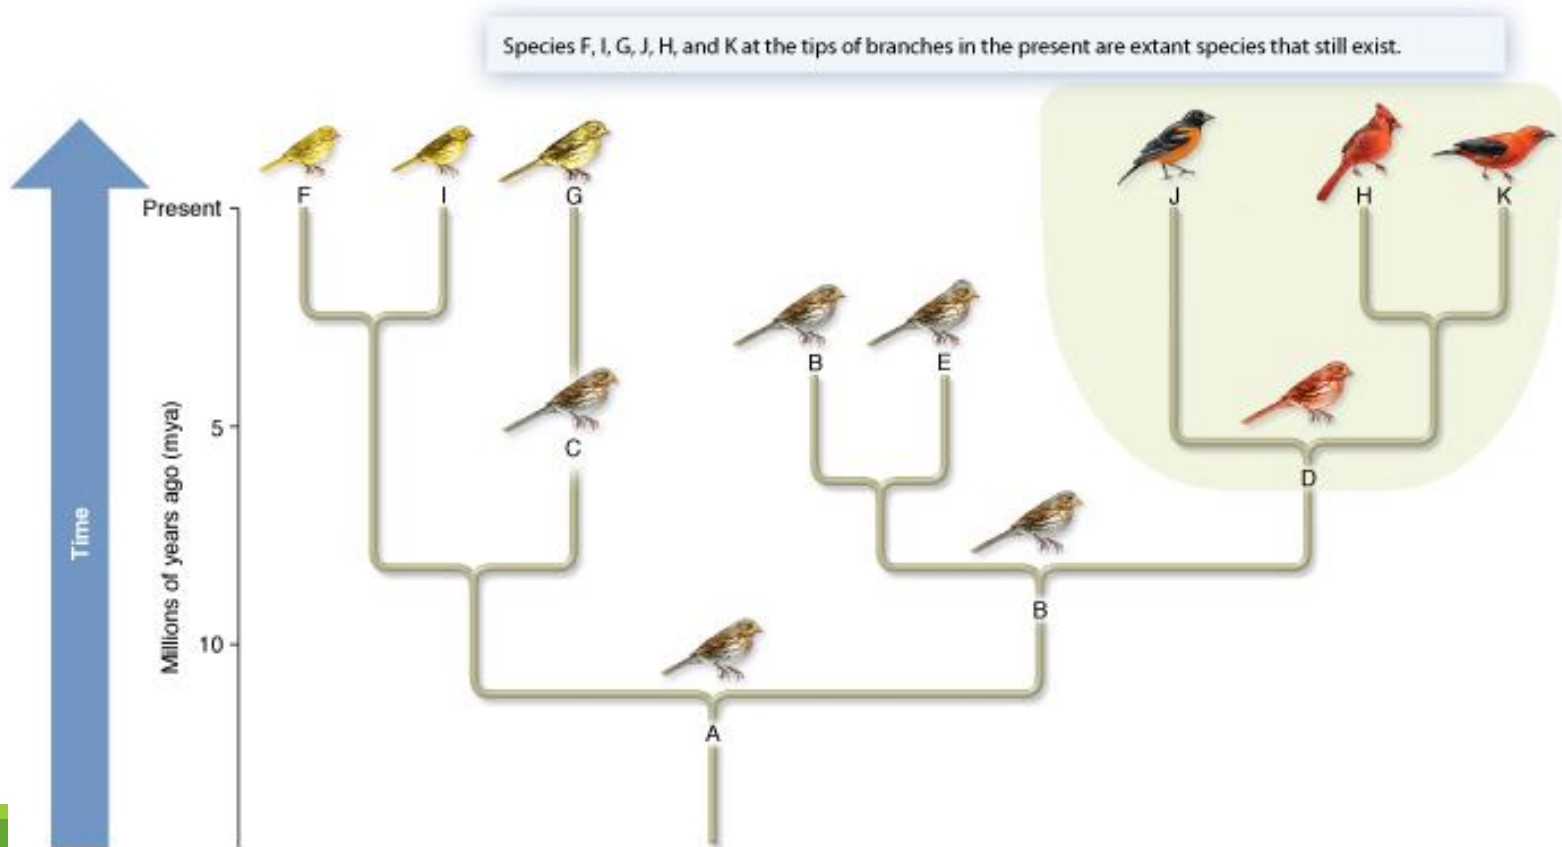 Species F, I, G, J, H, and K at the tips of branches in the present are extant species that still exist.
F
I
G
J
H
K
Present
B
E
5
C
D
Millions of years ago (mya)
Time
B
10
A